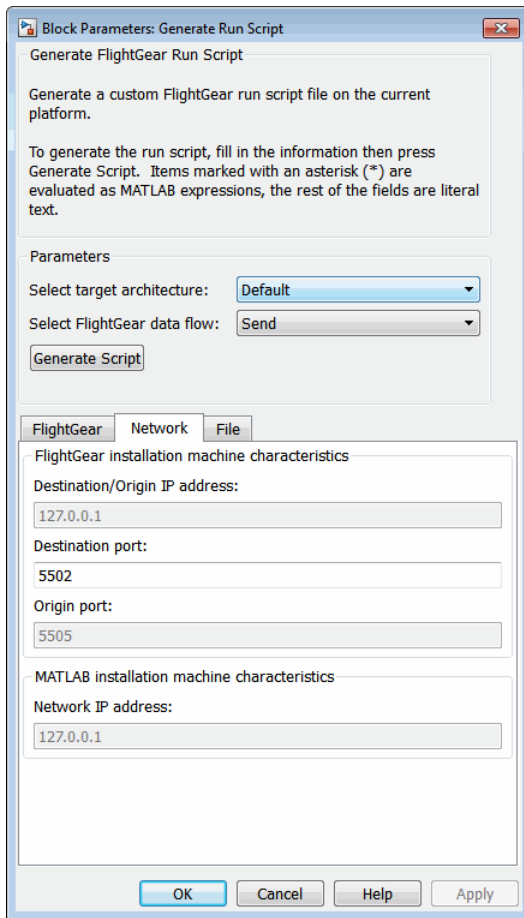 Block Parameters: Generate Run Script
Generate FlightGear Run Script
Generate a custom FlightGear run script file on the current
platform.
To generate the run script, fill in the information then press
Generate Script.  Items marked with an asterisk (*) are
evaluated as MATLAB expressions, the rest of the fields are literal
text.
Parameters
Select target architecture: Default
Select FlightGear data flow: Send
Generate Script
FlightGear Network File
FlightGear installation machine characteristics
Destination/Origin IP address:
127.0.0.1
Destination port:
5502
Origin port:
5505
MATLAB installation machine characteristics
Network IP address:
127.0.0.1
OK Cancel Help Apply